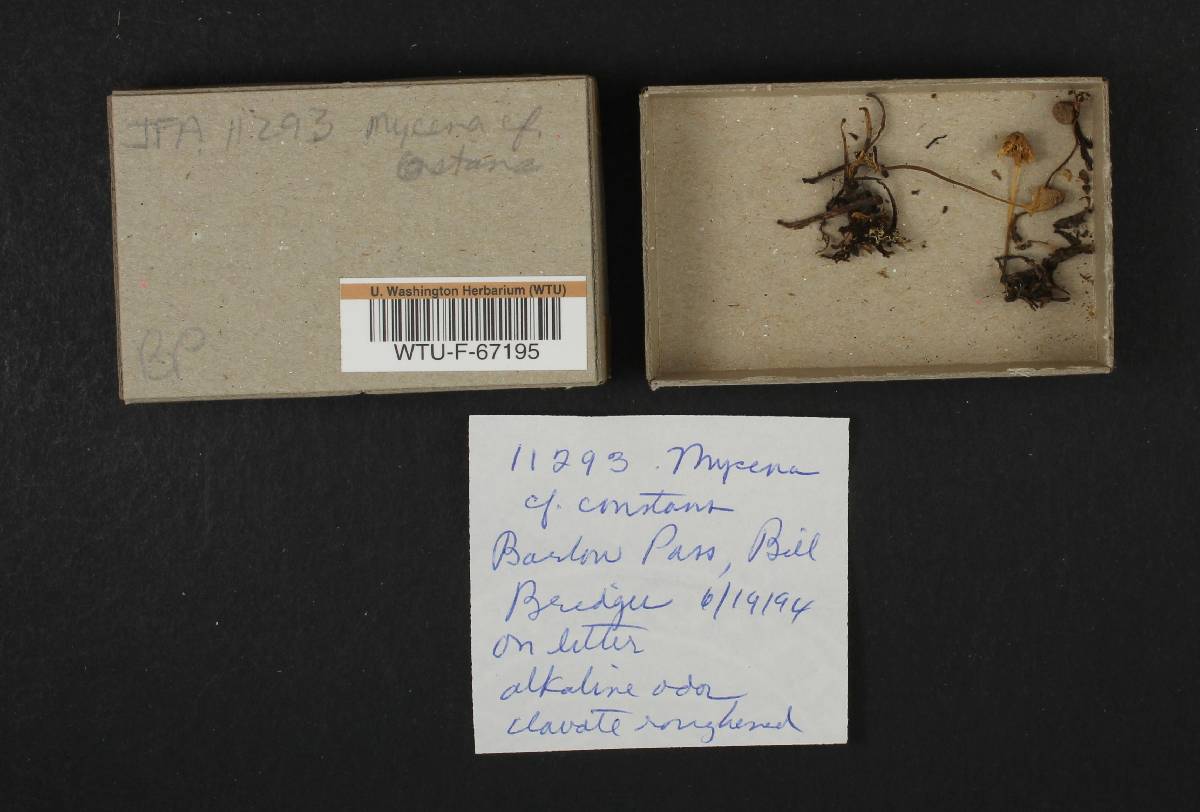 JFA 11293 Mycena cf.
constans
BP
U. Washington Herbarium (WTU)
WTU-F-67195
11293. Mycena
cf. constans
Barlow Pass, Bill
6/19/94
on litter
alkaline odor
clavate roughened